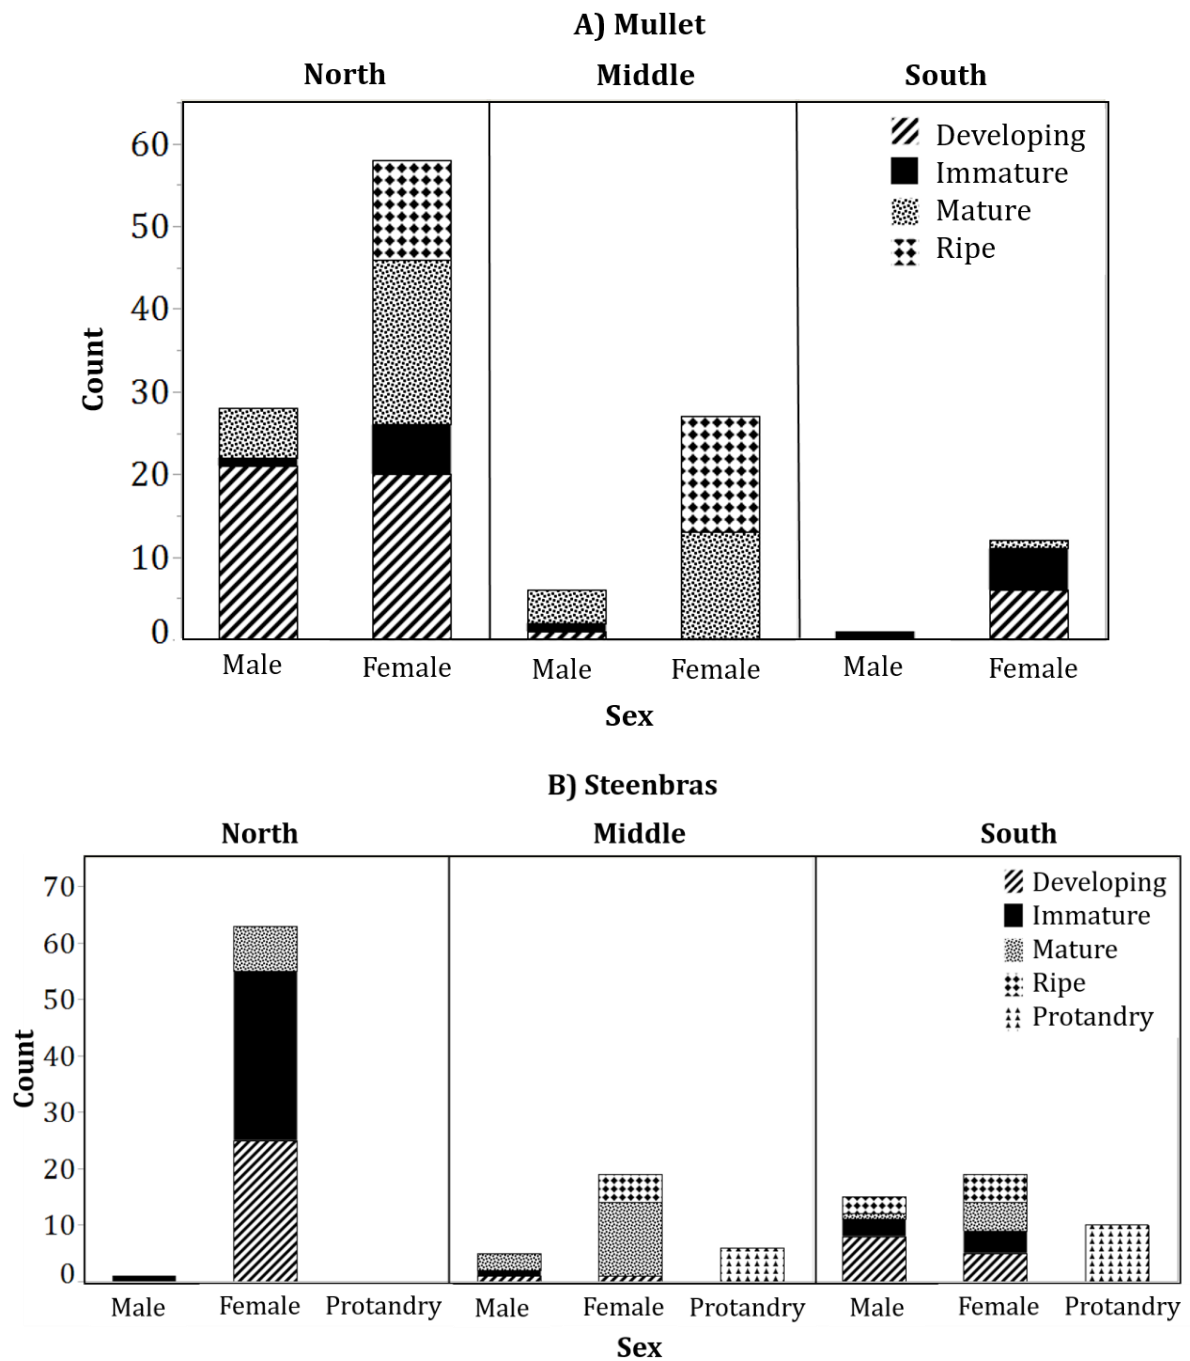 A) Mullet
North Middle South
60
50
40
30
20
10
0
Count
Developing
Immature
Mature
Ripe
Male Female Male Female Male Female
Sex
B) Steenbras
North Middle South
70
60
50
40
30
20
10
0
Count
Developing
Immature
Mature
Ripe
Protandry
Male Female Protandry Male Female Protandry Male Female Protandry
Sex